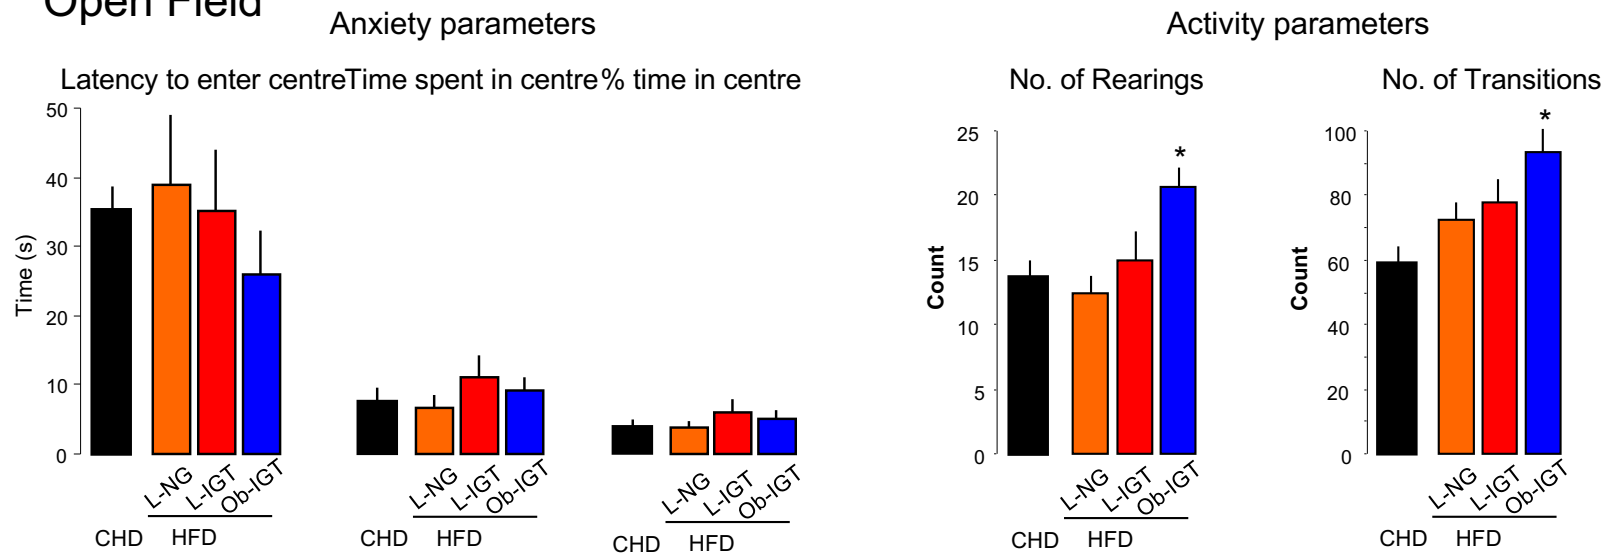 Open Field
Anxiety parameters
Activity parameters
Latency to enter centre
Time spent in centre
% time in centre
No. of Rearings
No. of Transitions
Time (s)
50
40
30
20
10
0
L-NG
L-IGT
Ob-IGT
CHD
HFD
L-NG
L-IGT
Ob-IGT
CHD
HFD
L-NG
L-IGT
Ob-IGT
CHD
HFD
Count
25
20
15
10
5
0
*
L-NG
L-IGT
Ob-IGT
CHD
HFD
Count
100
80
60
40
20
0
*
L-NG
L-IGT
Ob-IGT
CHD
HFD